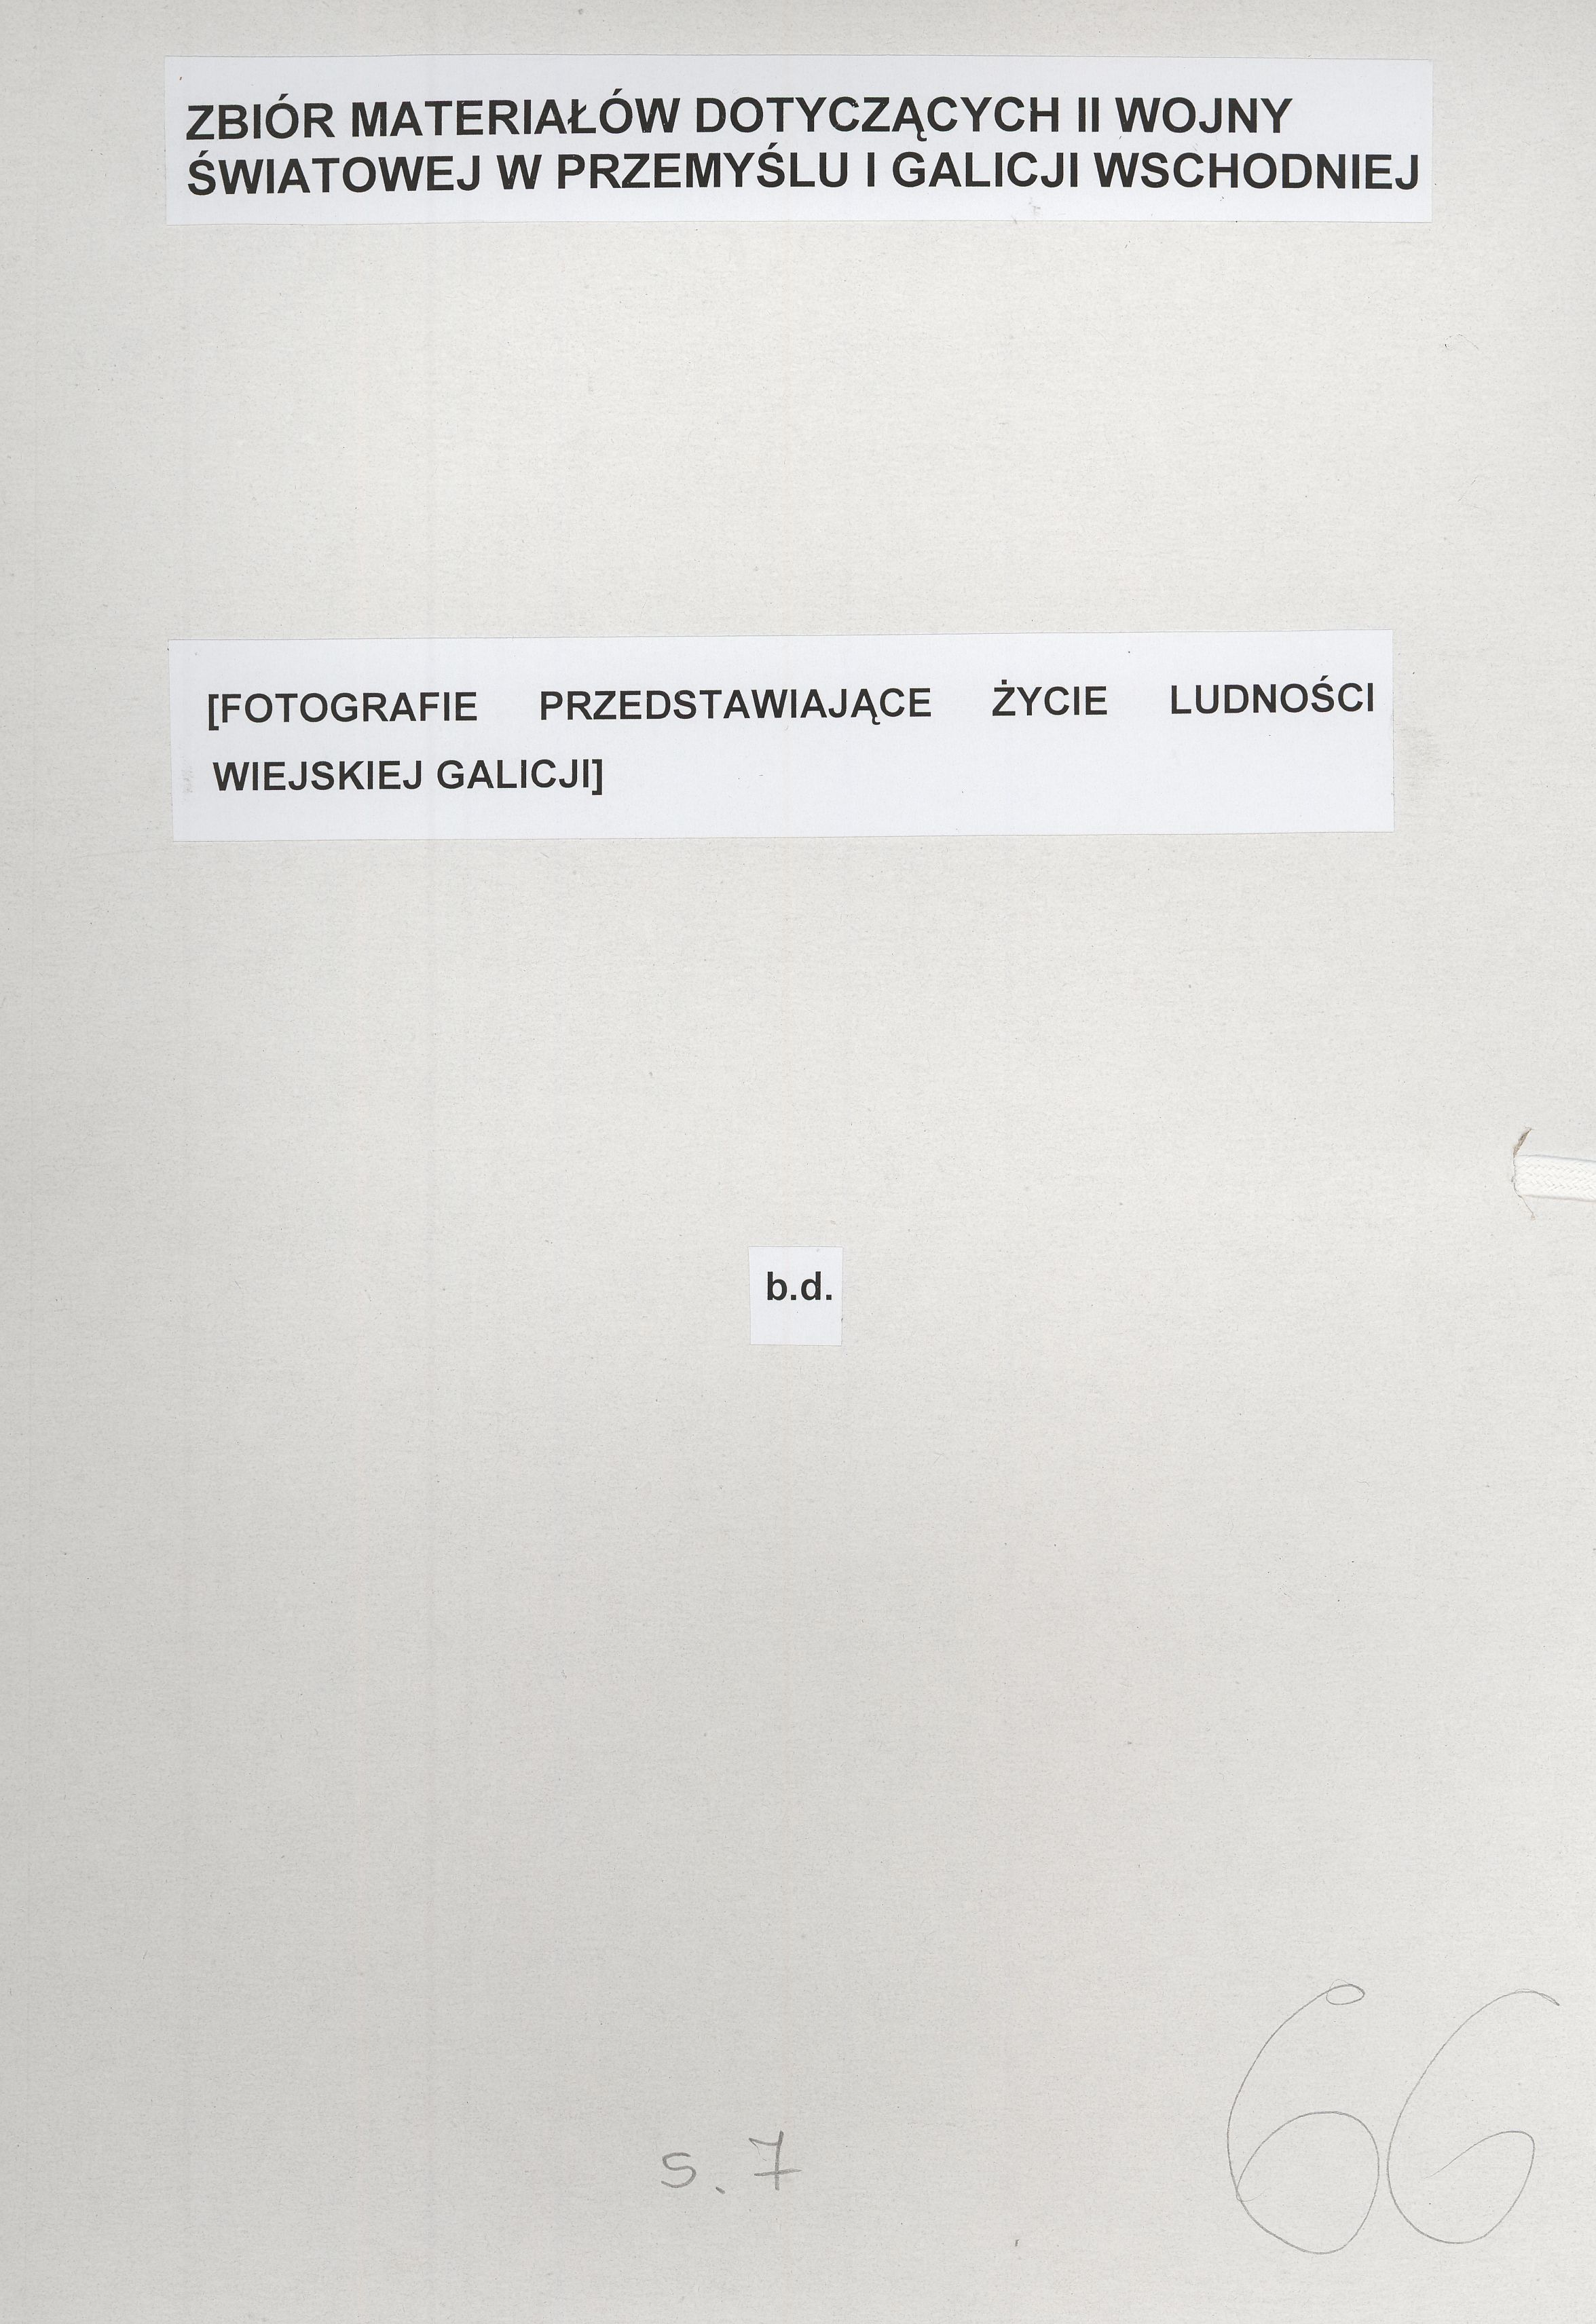 ZBIÓR MATERIAŁÓW DOTYCZĄCYCH II WOJNY
ŚWIATOWEJ W PRZEMYŚLU I GALICJI WSCHODNIEJ
[FOTOGRAFIE PRZEDSTAWIAJĄCE ŻYCIE LUDNOŚCI
WIEJSKIEJ GALICJI]
b.d.
s. 7
66